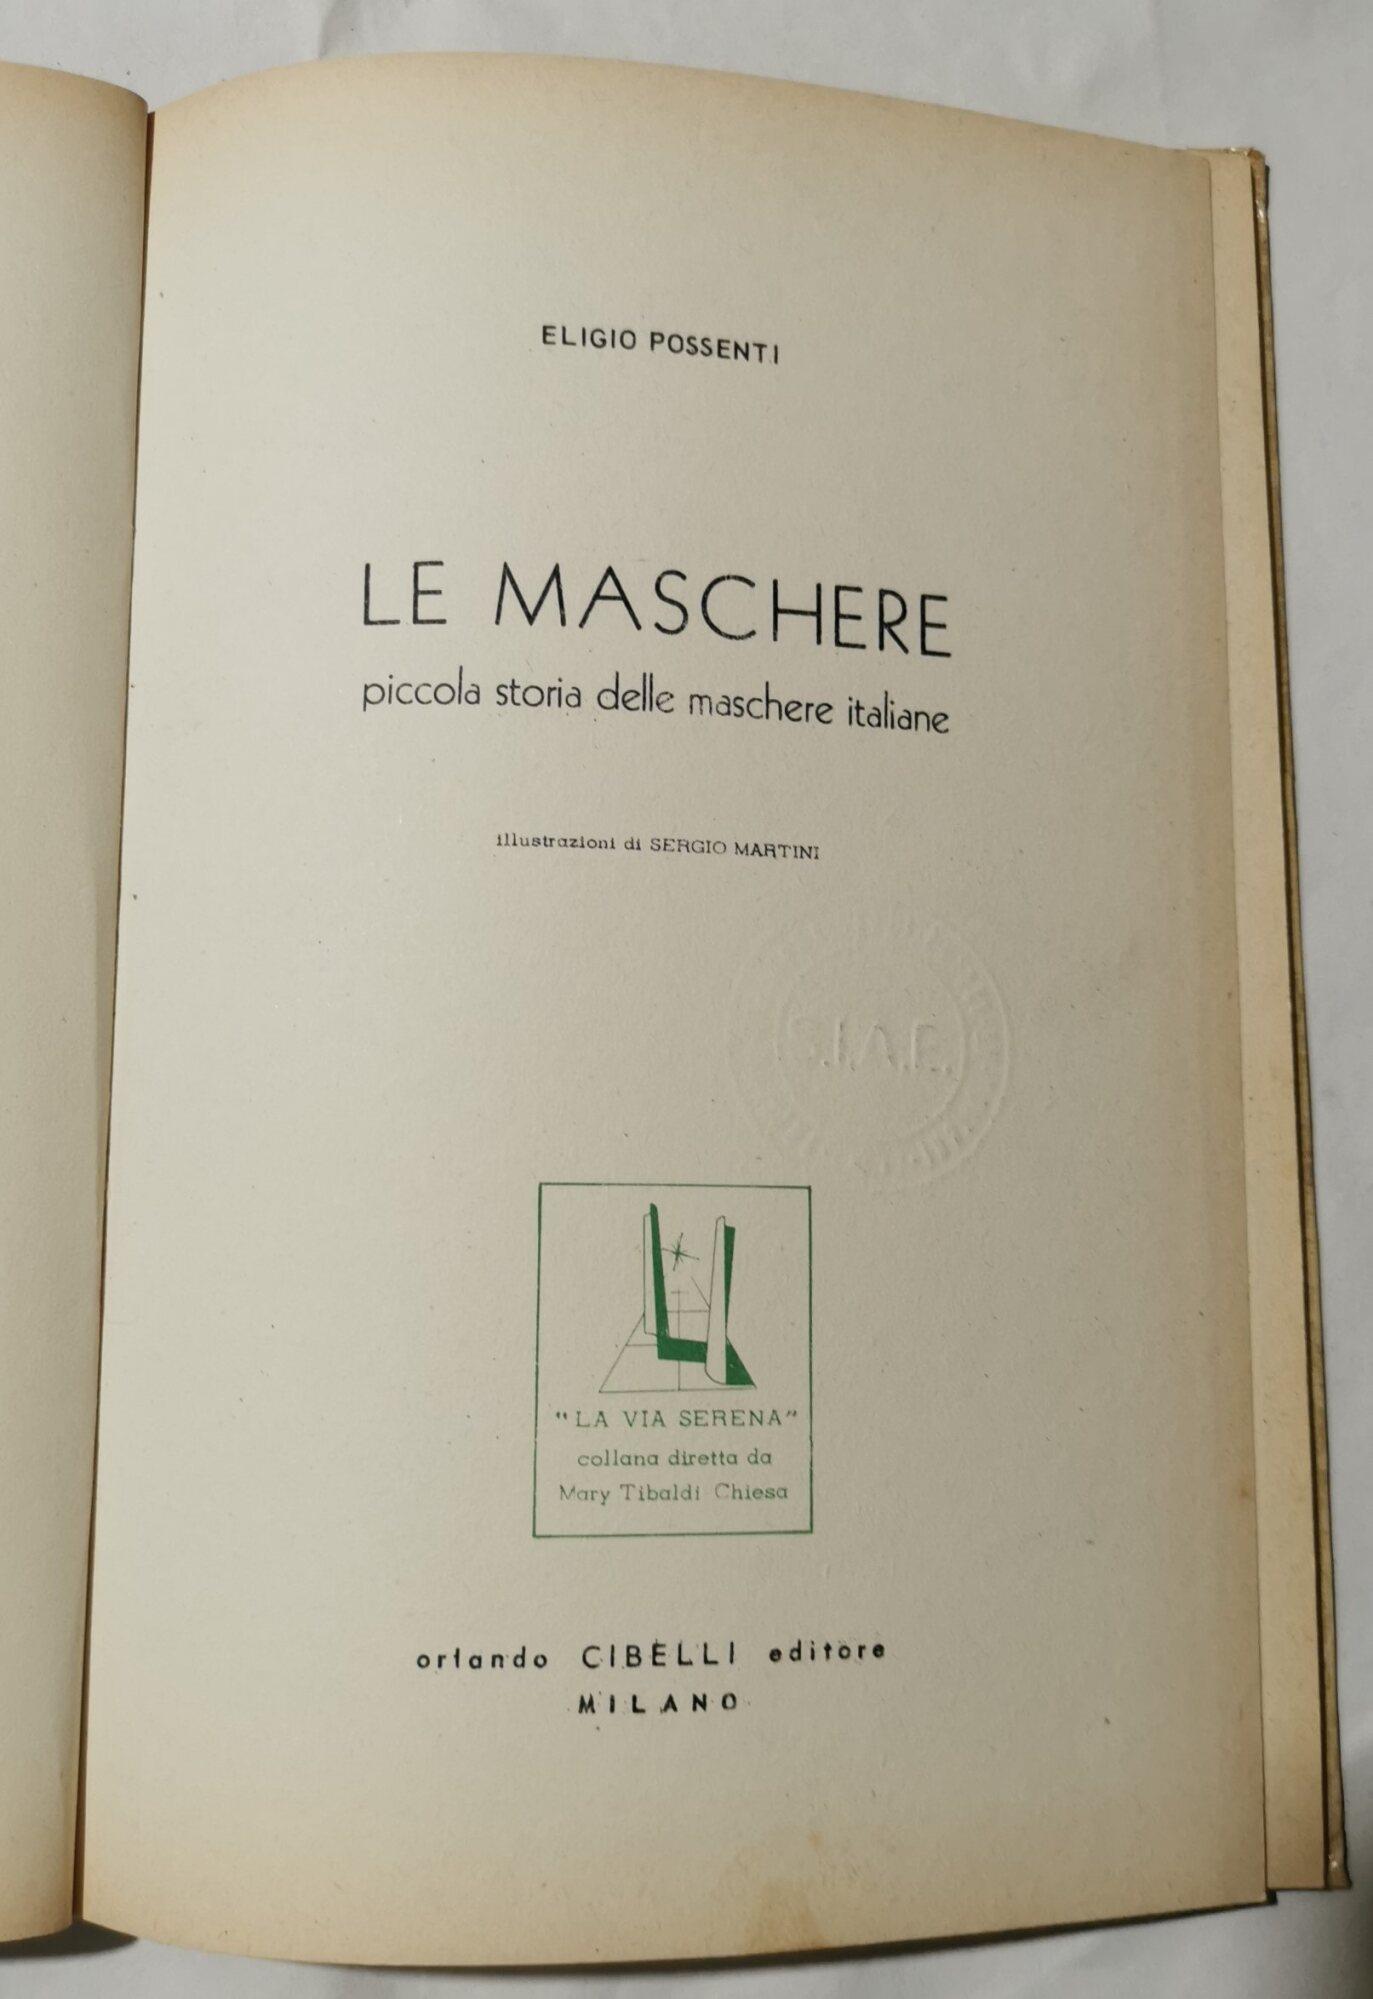 ELIGIO POSSENTI
LE MASCHERE
piccola storia delle maschere italiane
illustrazioni di SERGIO MARTINI
S.I.A.E.
"LA VIA SERENA"
collana diretta da
Mary Tibaldi Chiesa
orlando CIBELLI editore
MILANO